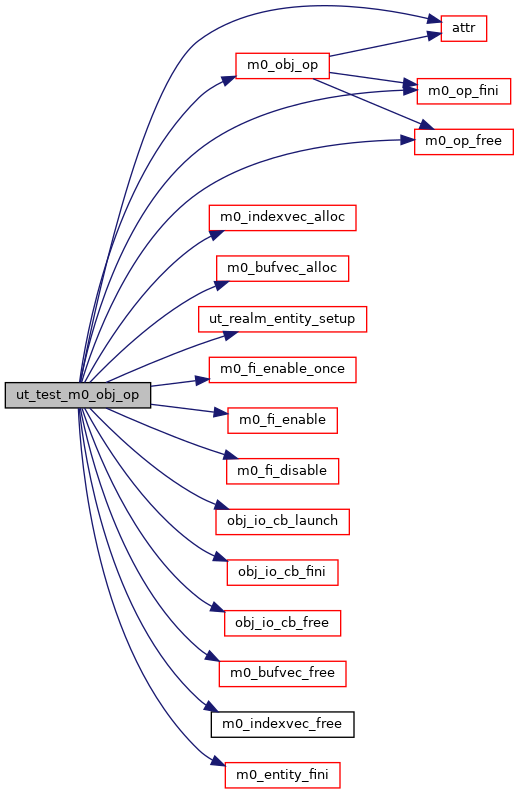 attr
m0_obj_op
m0_op_fini
m0_op_free
m0_indexvec_alloc
m0_bufvec_alloc
ut_realm_entity_setup
m0_fi_enable_once
ut_test_m0_obj_op
m0_fi_enable
m0_fi_disable
obj_io_cb_launch
obj_io_cb_fini
obj_io_cb_free
m0_bufvec_free
m0_indexvec_free
m0_entity_fini